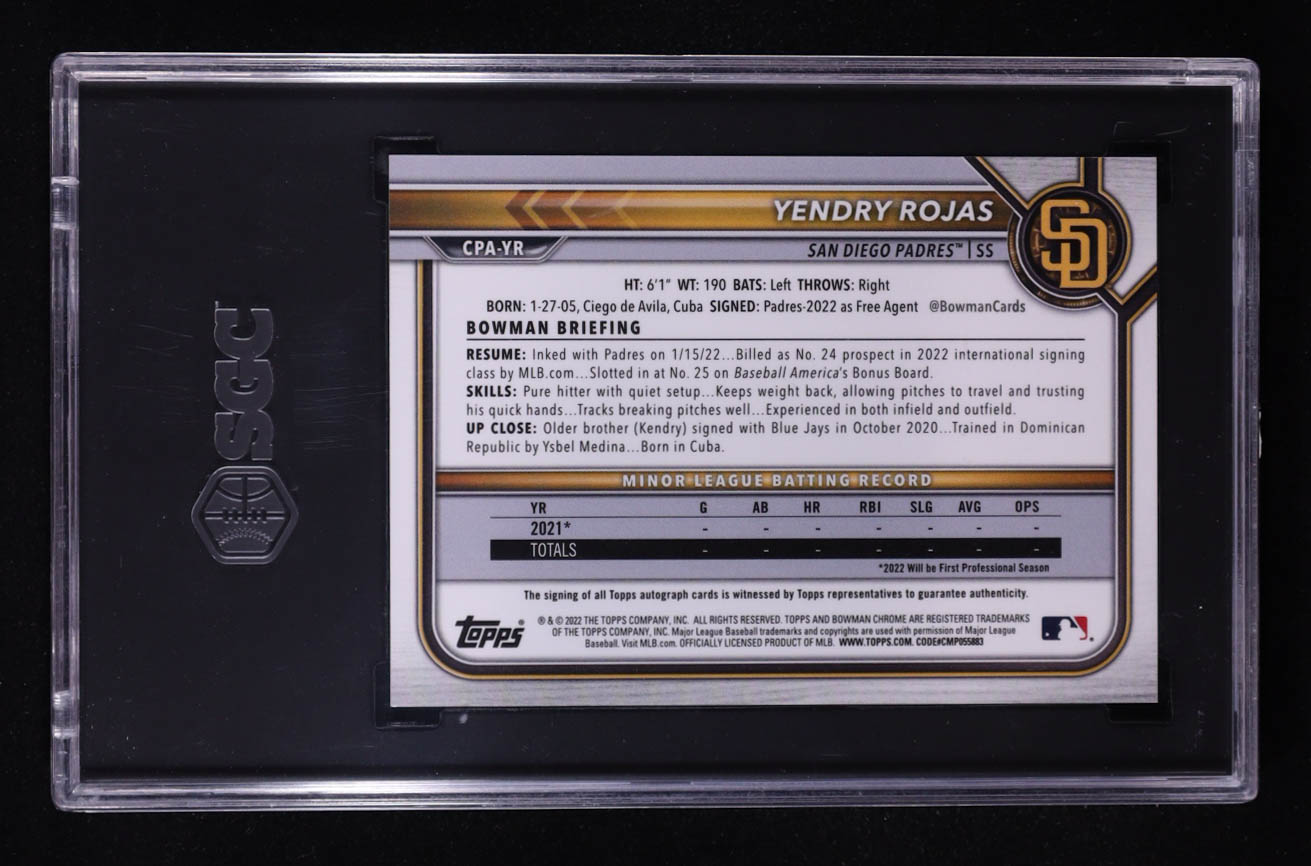 SGC
YENDRY ROJAS
SD
CPA-YR
SAN DIEGO PADRES™ | SS
HT: 6'1" WT: 190 BATS: Left THROWS: Right
BORN: 1-27-05, Ciego de Avila, Cuba SIGNED: Padres-2022 as Free Agent @BowmanCards
BOWMAN BRIEFING
RESUME: Inked with Padres on 1/15/22...Billed as No. 24 prospect in 2022 international signing
class by MLB.com...Slotted in at No. 25 on Baseball America's Bonus Board.
SKILLS: Pure hitter with quiet setup...Keeps weight back, allowing pitches to travel and trusting
his quick hands...Tracks breaking pitches well...Experienced in both infield and outfield.
UP CLOSE: Older brother (Kendry) signed with Blue Jays in October 2020...Trained in Dominican
Republic by Ysbel Medina...Born in Cuba.
MINOR LEAGUE BATTING RECORD
YR G AB HR RBI SLG AVG OPS
2021* - - - - - - -
TOTALS - - - - - - -
*2022 Will be First Professional Season
The signing of all Topps autograph cards is witnessed by Topps representatives to guarantee authenticity.
Topps®
® & © 2022 THE TOPPS COMPANY, INC. ALL RIGHTS RESERVED. TOPPS AND BOWMAN CHROME ARE REGISTERED TRADEMARKS
OF THE TOPPS COMPANY, INC. Major League Baseball trademarks and copyrights are used with permission of Major League
Baseball. Visit MLB.com. OFFICIALLY LICENSED PRODUCT OF MLB. WWW.TOPPS.COM. CODE#CMP055883